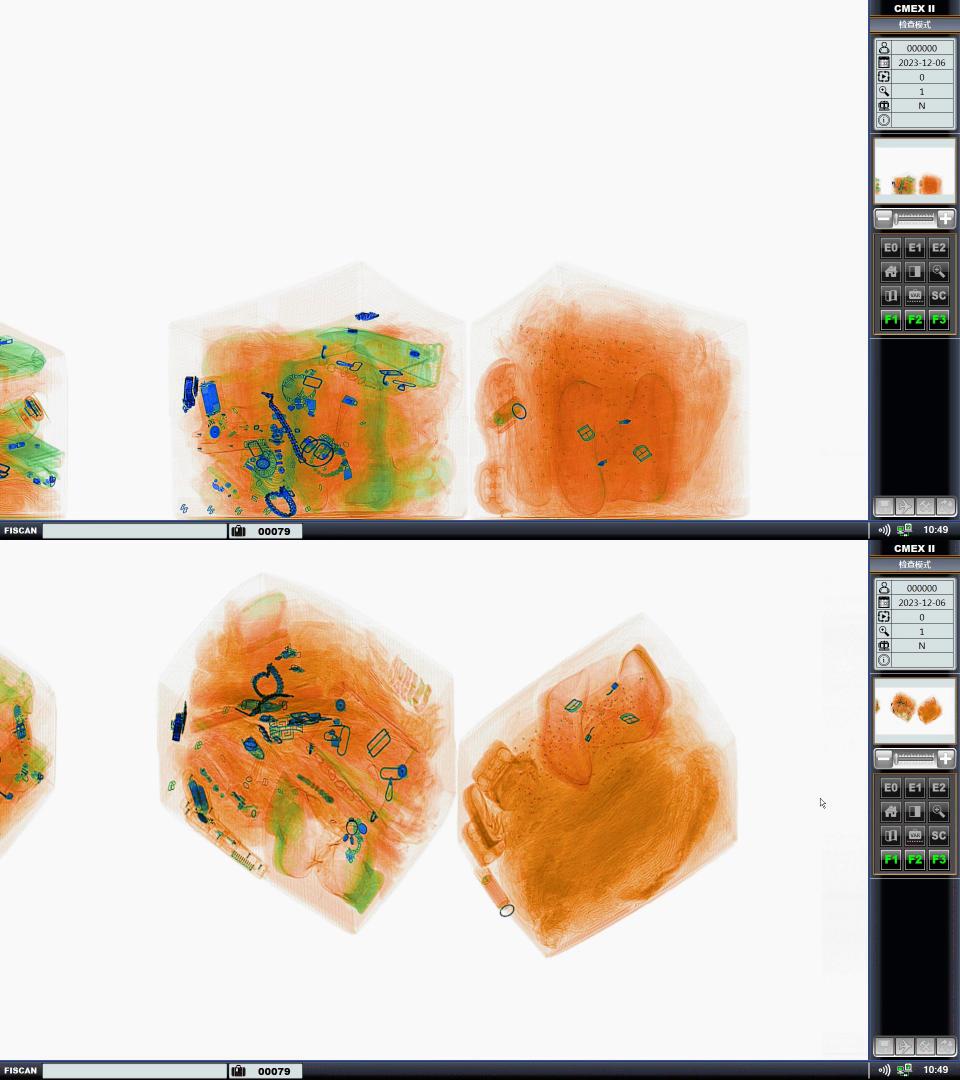 CMEX II
检查模式
000000
2023-12-06
0
1
N
E0 E1 E2
VAR SC
F1 F2 F3
FISCAN 00079 10:49
CMEX II
检查模式
000000
2023-12-06
0
1
N
E0 E1 E2
VAR SC
F1 F2 F3
FISCAN 00079 10:49